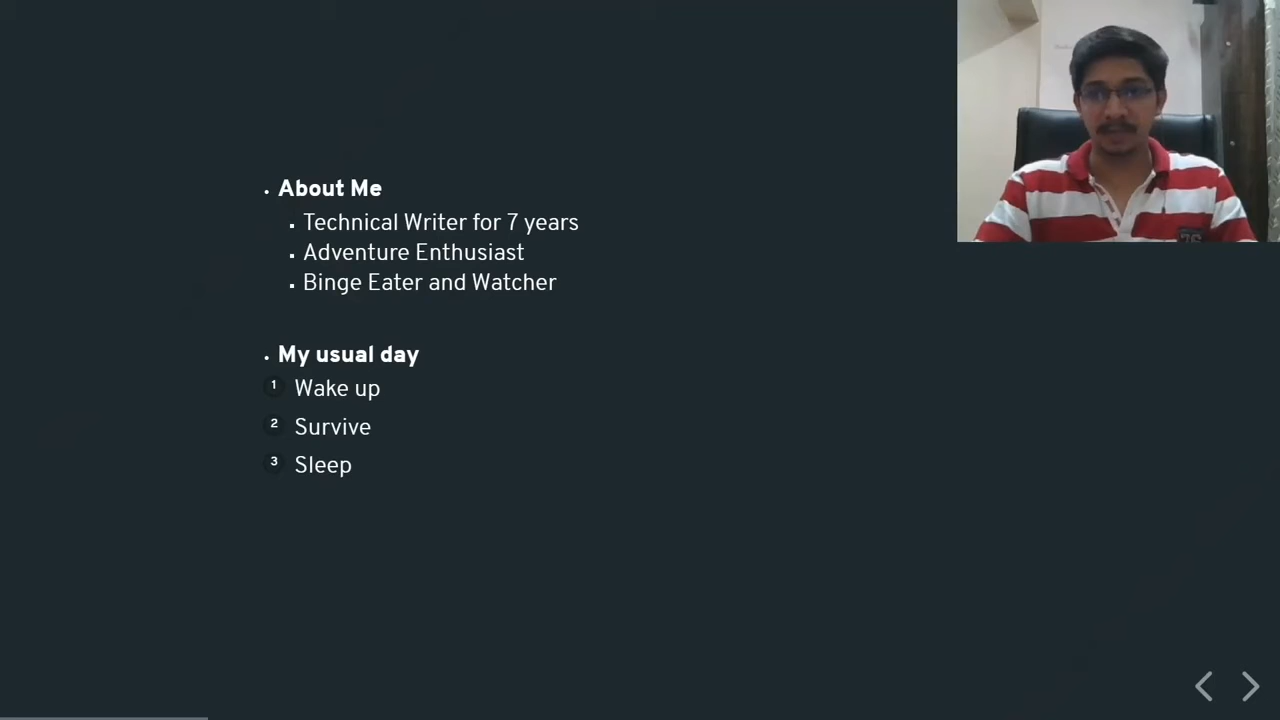 About Me
Technical Writer for 7 years
Adventure Enthusiast
Binge Eater and Watcher
My usual day
1 Wake up
2 Survive
3 Sleep
76